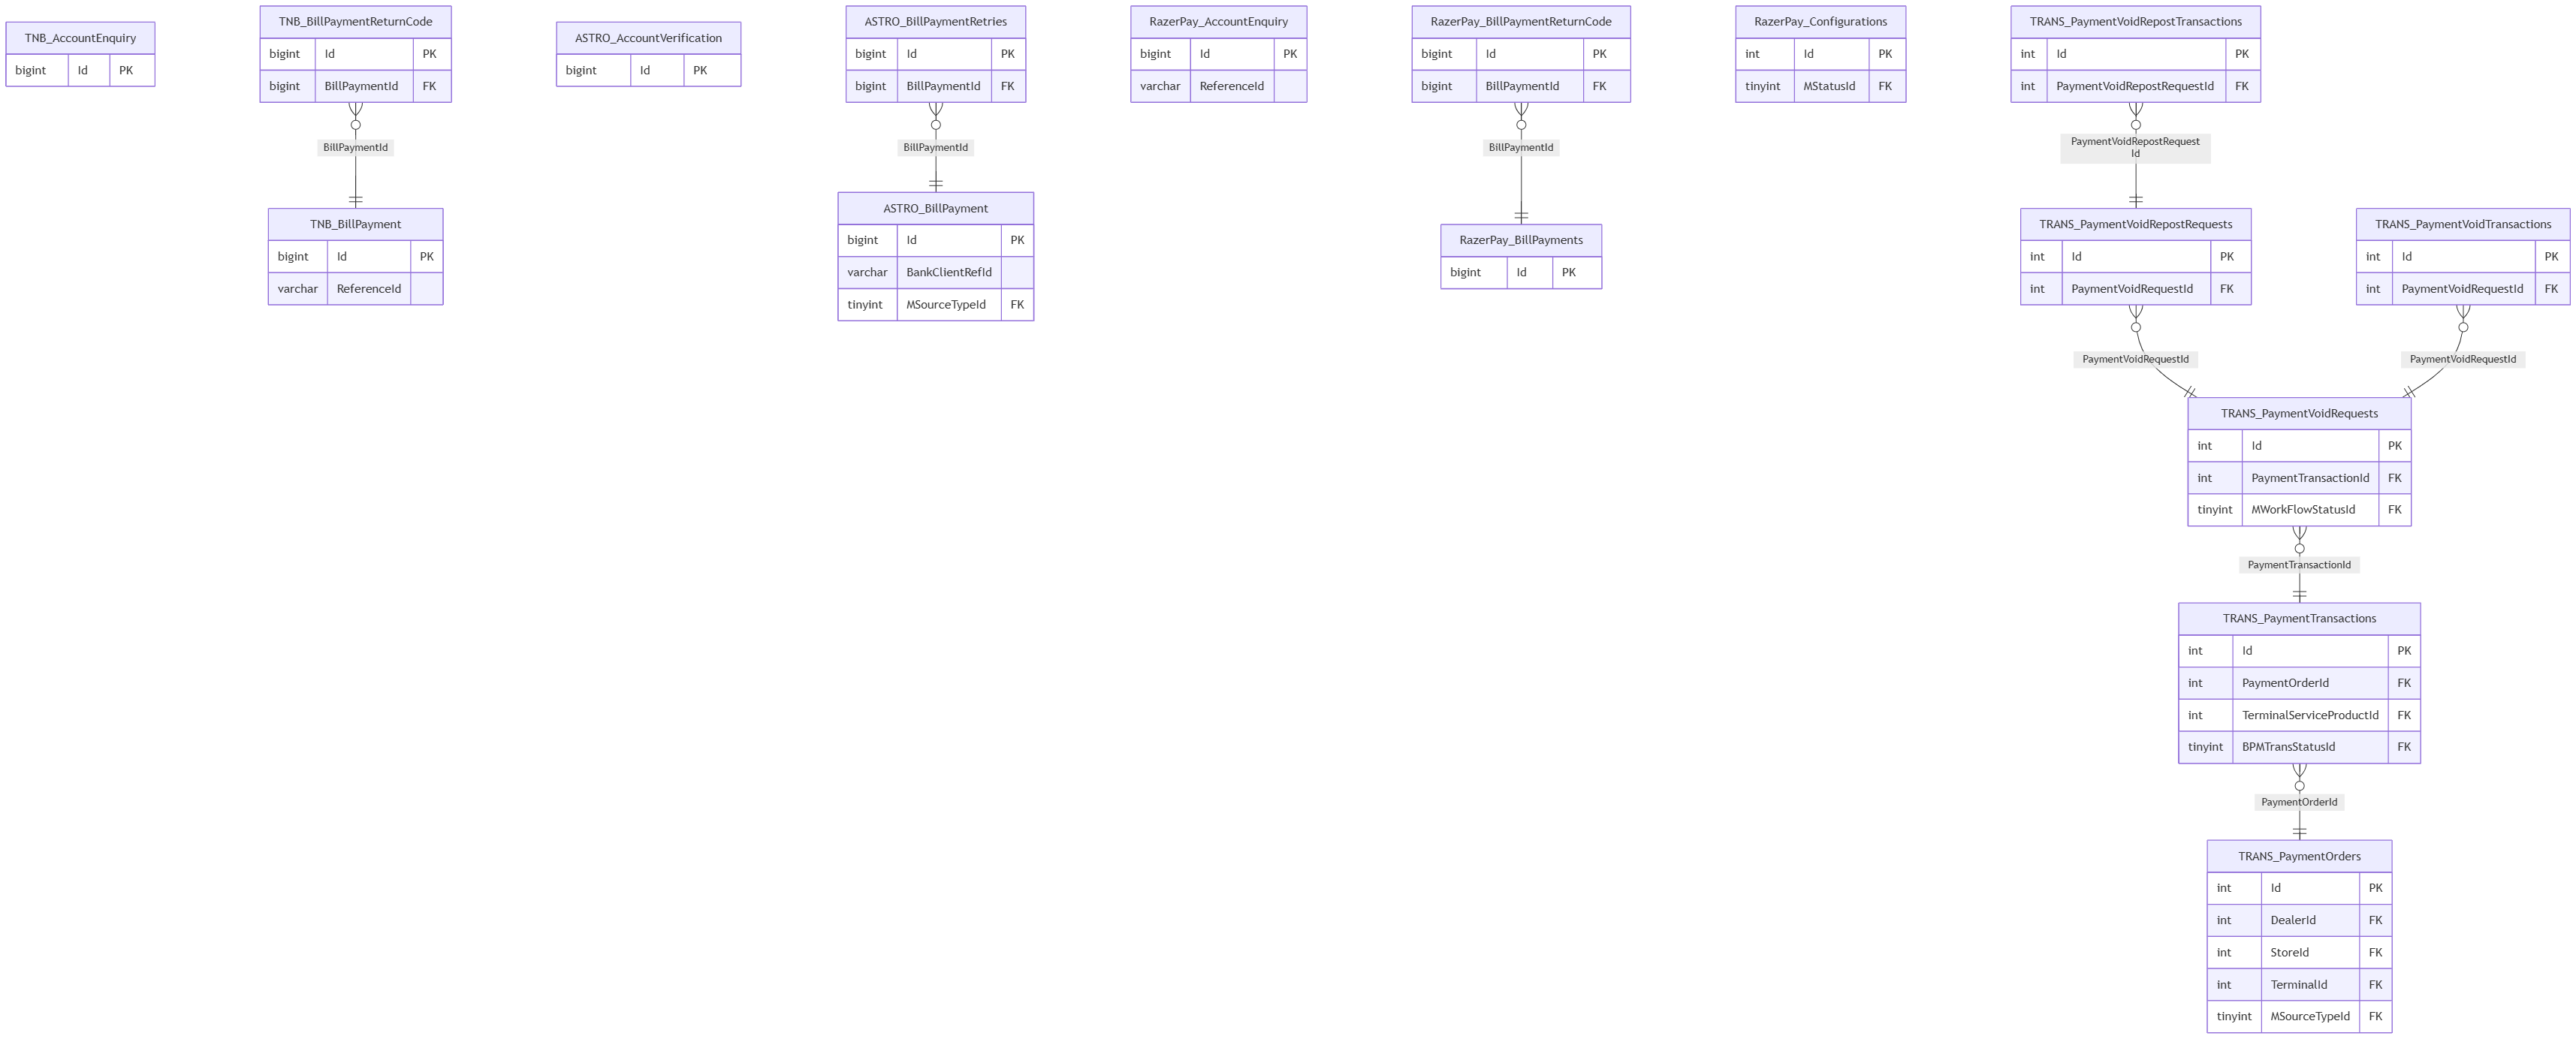 TNB_AccountEnquiry
bigint Id PK
TNB_BillPaymentReturnCode
bigint Id PK
bigint BillPaymentId FK
BillPaymentId
TNB_BillPayment
bigint Id PK
varchar ReferenceId
ASTRO_AccountVerification
bigint Id PK
ASTRO_BillPaymentRetries
bigint Id PK
bigint BillPaymentId FK
BillPaymentId
ASTRO_BillPayment
bigint Id PK
varchar BankClientRefId
tinyint MSourceTypeId FK
RazerPay_AccountEnquiry
bigint Id PK
varchar ReferenceId
RazerPay_BillPaymentReturnCode
bigint Id PK
bigint BillPaymentId FK
BillPaymentId
RazerPay_BillPayments
bigint Id PK
RazerPay_Configurations
int Id PK
tinyint MStatusId FK
TRANS_PaymentVoidRepostTransactions
int Id PK
int PaymentVoidRepostRequestId FK
PaymentVoidRepostRequest
Id
TRANS_PaymentVoidRepostRequests
int Id PK
int PaymentVoidRequestId FK
PaymentVoidRequestId
TRANS_PaymentVoidTransactions
int Id PK
int PaymentVoidRequestId FK
PaymentVoidRequestId
TRANS_PaymentVoidRequests
int Id PK
int PaymentTransactionId FK
tinyint MWorkFlowStatusId FK
PaymentTransactionId
TRANS_PaymentTransactions
int Id PK
int PaymentOrderId FK
int TerminalServiceProductId FK
tinyint BPMTransStatusId FK
PaymentOrderId
TRANS_PaymentOrders
int Id PK
int DealerId FK
int StoreId FK
int TerminalId FK
tinyint MSourceTypeId FK